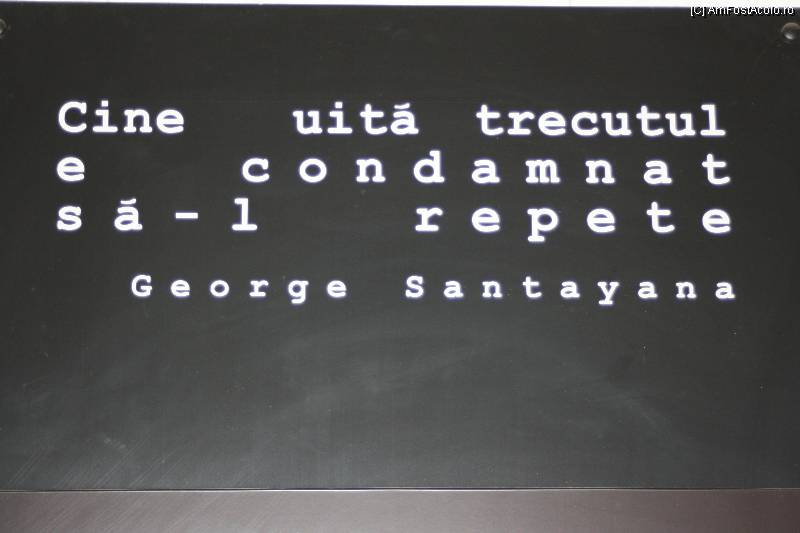 [C] AmFostAcolo.ro
Cine uită trecutul
e condamnat
să-l repete
George Santayana